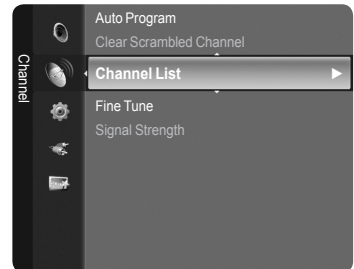 Channel
Auto Program
Clear Scrambled Channel
Channel List
Fine Tune
Signal Strength